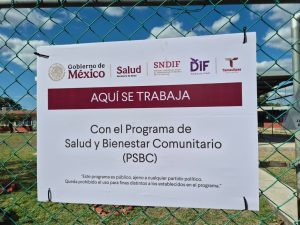 Gobierno de
México
Salud
SNDIF
DIF
Tamaulipas
AQUÍ SE TRABAJA
Con el Programa de
Salud y Bienestar Comunitario
(PSBC)
"Este programa es público, ajeno a cualquier partido político.
Queda prohibido el uso para fines distintos a los establecidos en el programa."